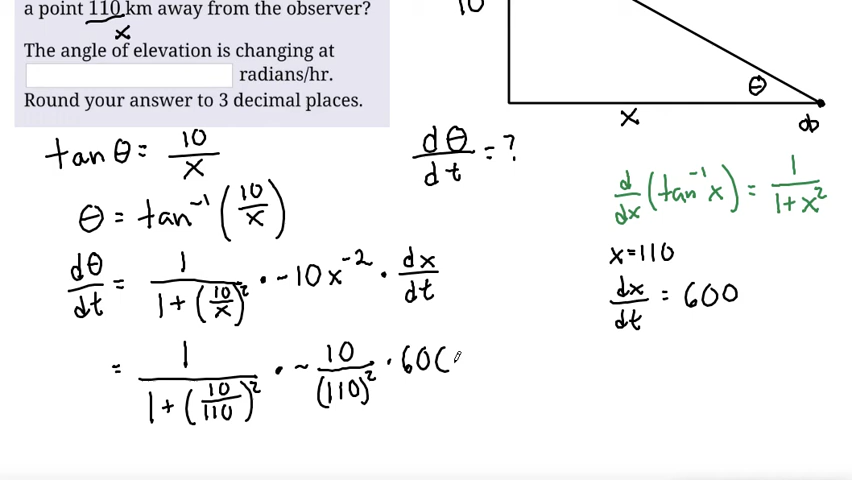 a point 110 km away from the observer?
x
The angle of elevation is changing at
radians/hr.
Round your answer to 3 decimal places.
10
θ
x
tan θ = 10/x
dθ/dt = ?
θ = tan⁻¹(10/x)
d/dx (tan⁻¹ x) = 1/(1+x²)
dθ/dt = 1/(1+(10/x)²) · -10x⁻² · dx/dt
x=110
dx/dt = 600
= 1/(1+(10/110)²) · -10/(110)² · 60